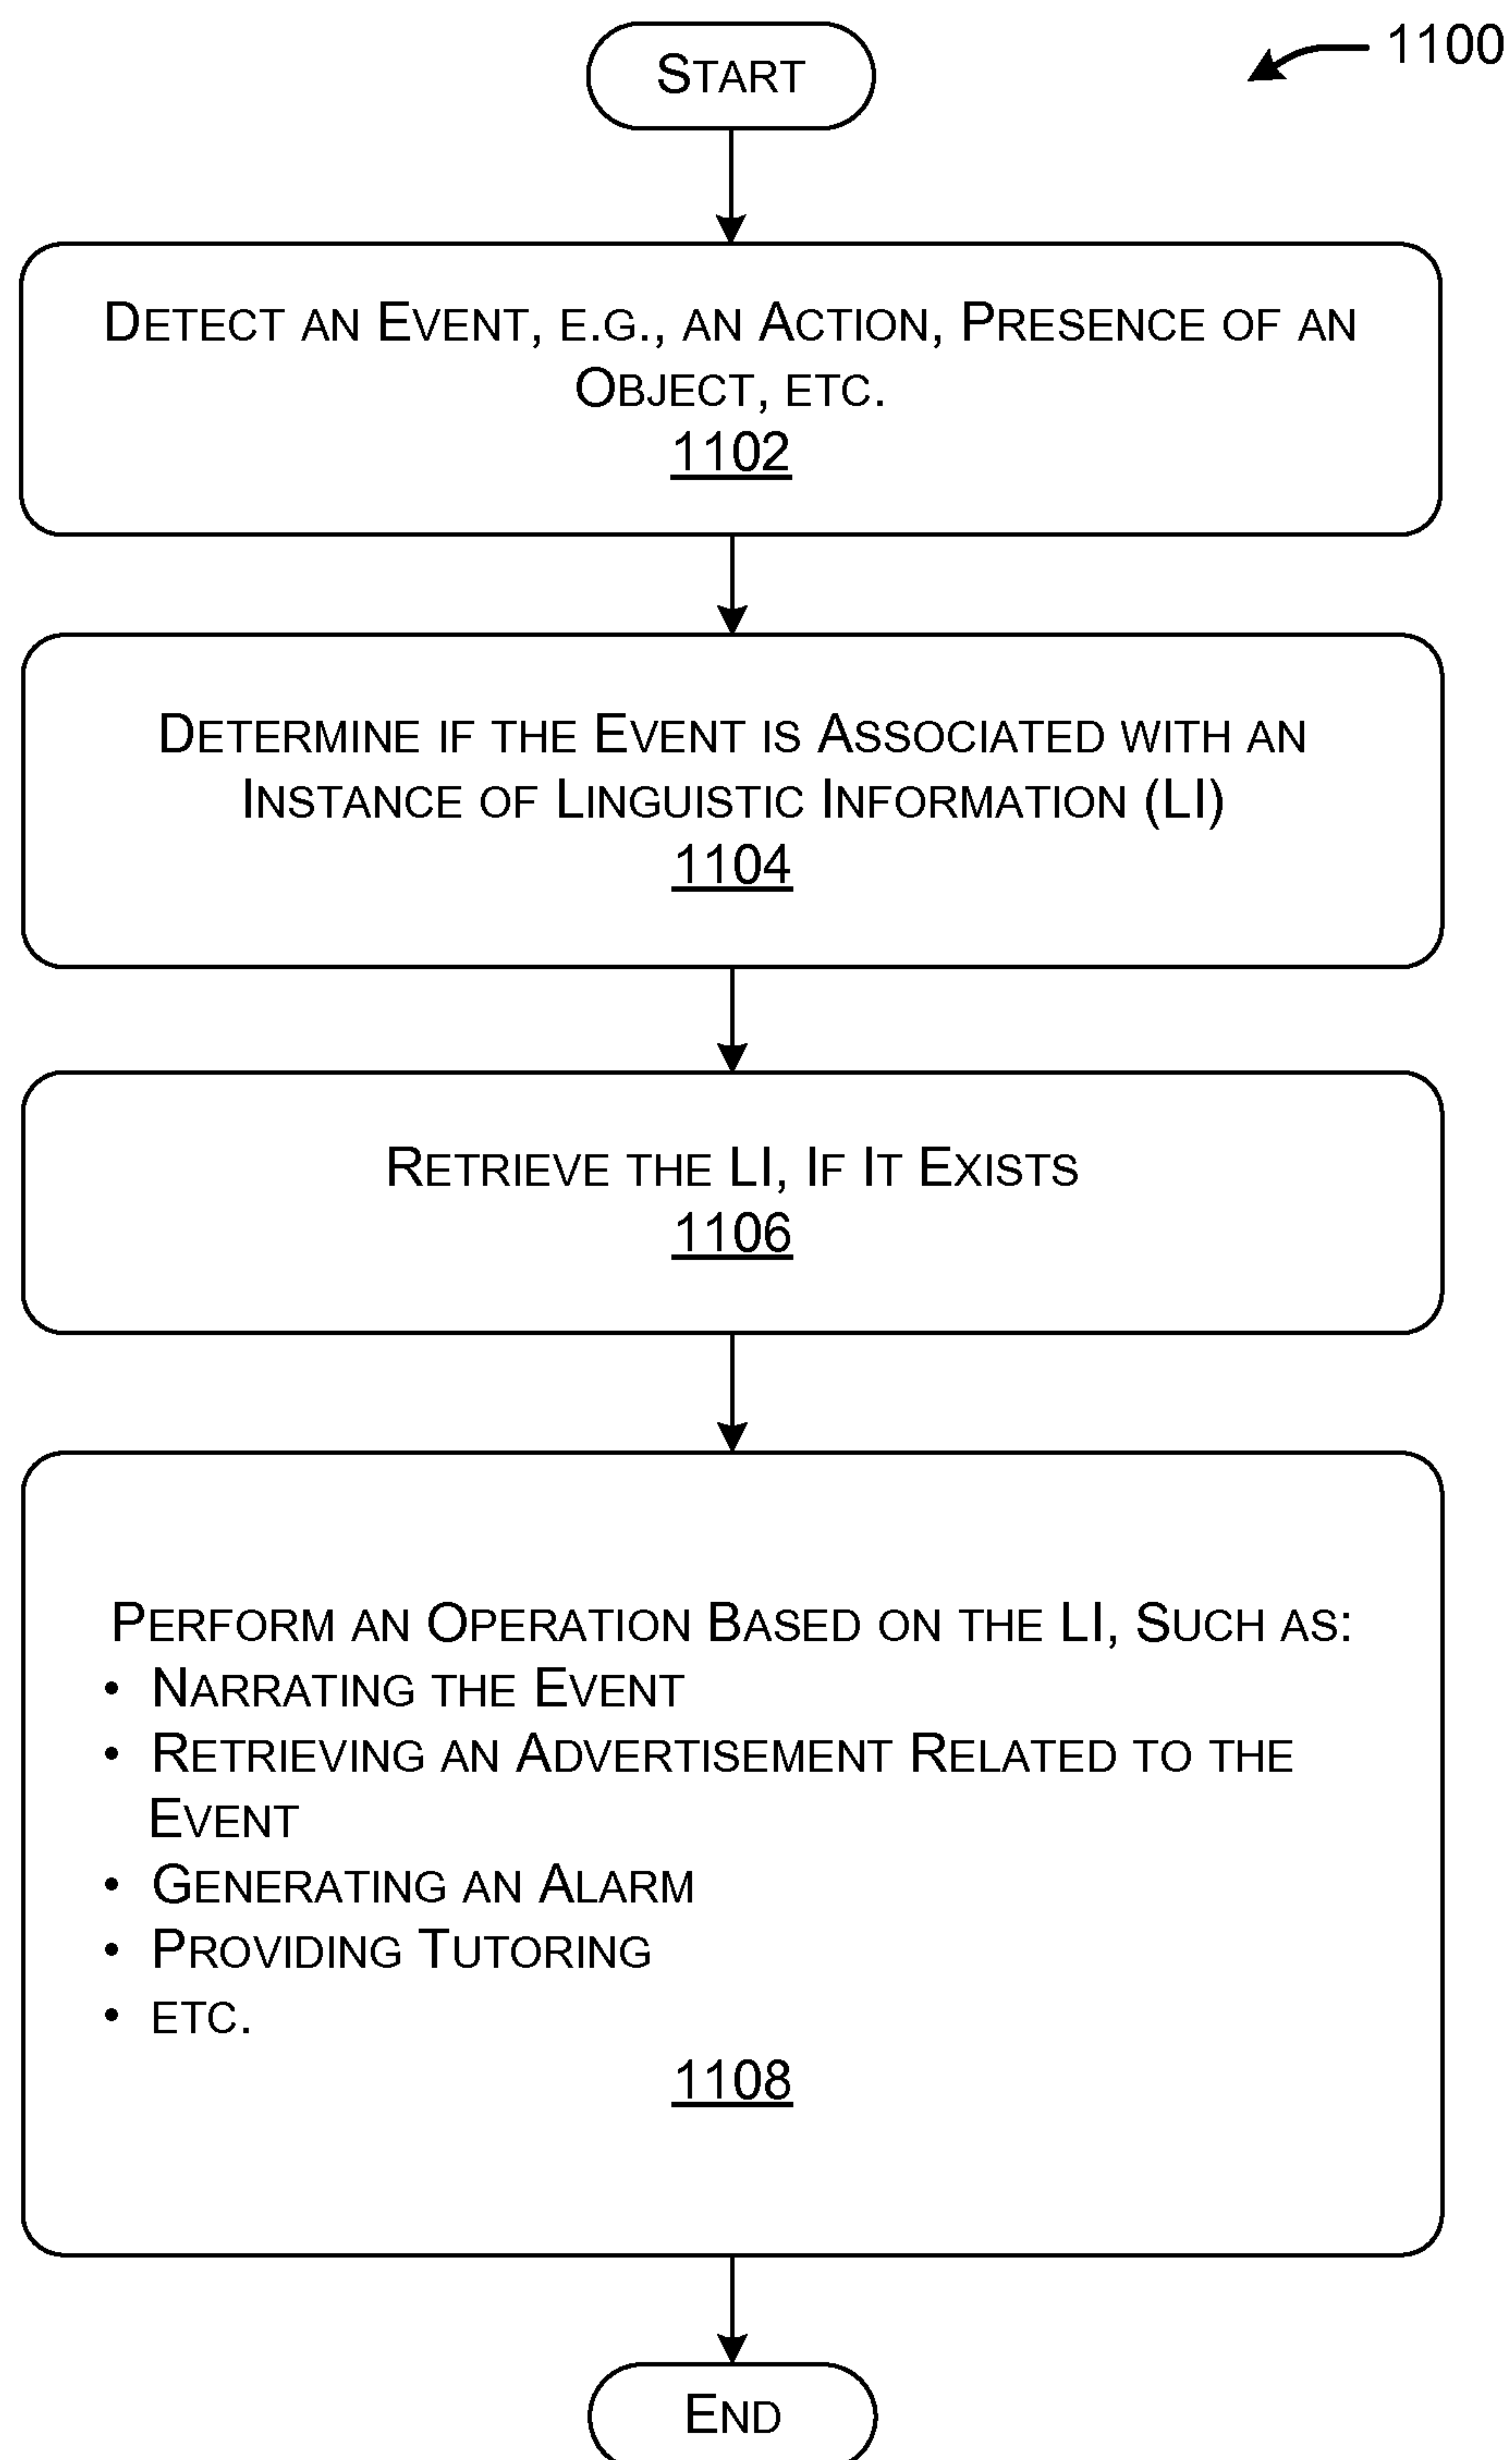 START
1100
DETECT AN EVENT, E.G., AN ACTION, PRESENCE OF AN
OBJECT, ETC.
1102
DETERMINE IF THE EVENT IS ASSOCIATED WITH AN
INSTANCE OF LINGUISTIC INFORMATION (LI)
1104
RETRIEVE THE LI, IF IT EXISTS
1106
PERFORM AN OPERATION BASED ON THE LI, SUCH AS:
• NARRATING THE EVENT
• RETRIEVING AN ADVERTISEMENT RELATED TO THE
EVENT
• GENERATING AN ALARM
• PROVIDING TUTORING
• ETC.
1108
END